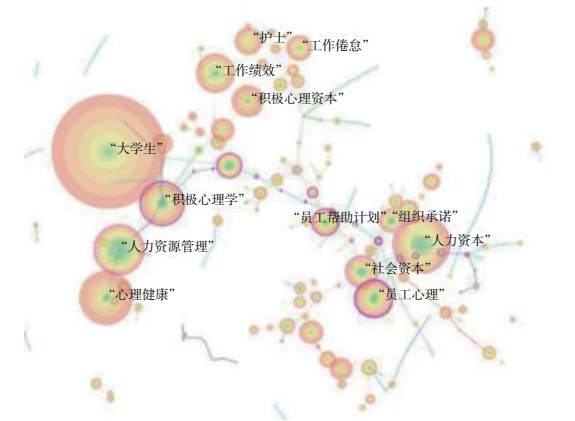 “护士”
“工作倦怠”
“工作绩效”
“积极心理资本”
“大学生”
“积极心理学”
“员工帮助计划”
“组织承诺”
“人力资源管理”
“人力资本”
“社会资本”
“心理健康”
“员工心理”